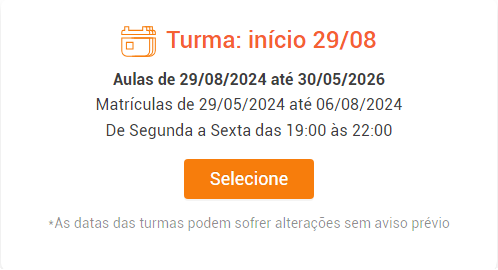 Turma: início 29/08
Aulas de 29/08/2024 até 30/05/2026
Matrículas de 29/05/2024 até 06/08/2024
De Segunda a Sexta das 19:00 às 22:00
Selecione
*As datas das turmas podem sofrer alterações sem aviso prévio